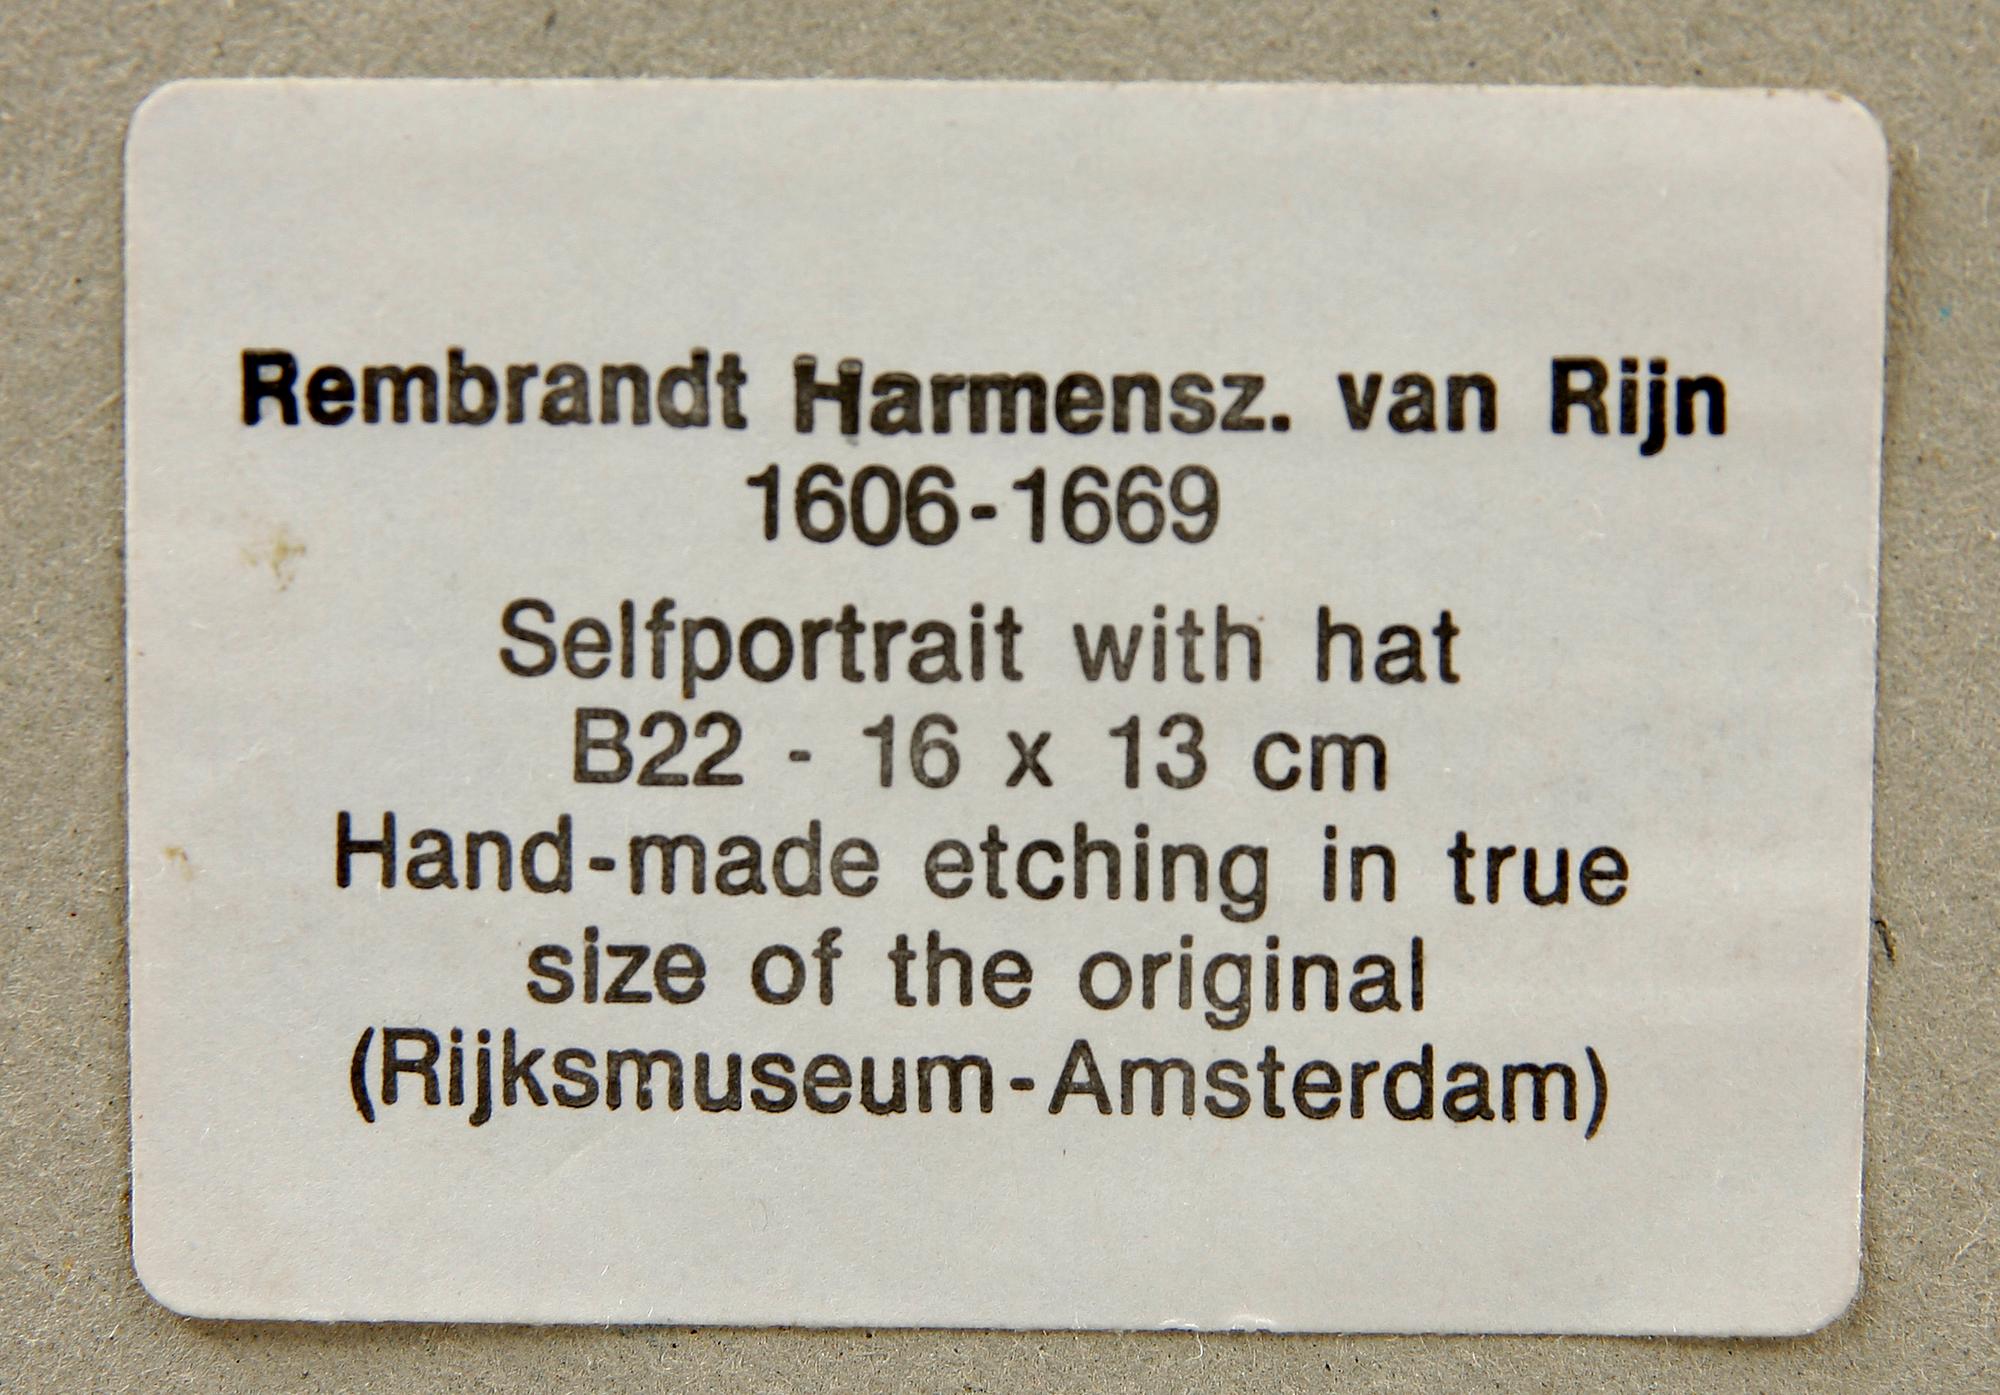 Rembrandt Harmensz. van Rijn
1606-1669
Selfportrait with hat
B22 - 16 x 13 cm
Hand-made etching in true
size of the original
(Rijksmuseum-Amsterdam)